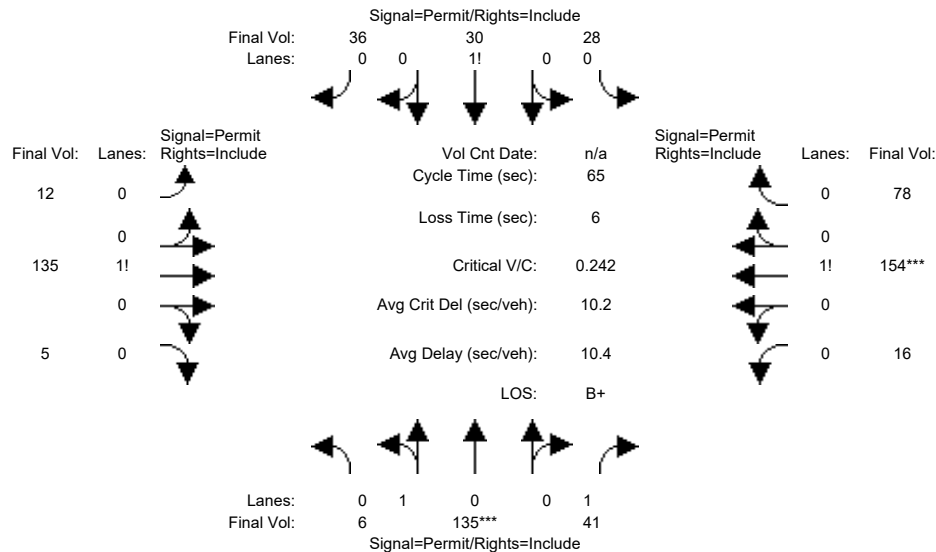 Signal=Permit/Rights=Include
Final Vol: 36 30 28
Lanes: 0 0 1! 0 0
Signal=Permit
Final Vol: Lanes: Rights=Include
Vol Cnt Date: n/a
Signal=Permit
Rights=Include Lanes: Final Vol:
Cycle Time (sec): 65
12 0
0 78
Loss Time (sec): 6
0
0
135 1!
Critical V/C: 0.242
1! 154***
0
Avg Crit Del (sec/veh): 10.2
0
5 0
Avg Delay (sec/veh): 10.4
0 16
LOS: B+
Lanes: 0 1 0 0 1
Final Vol: 6 135*** 41
Signal=Permit/Rights=Include